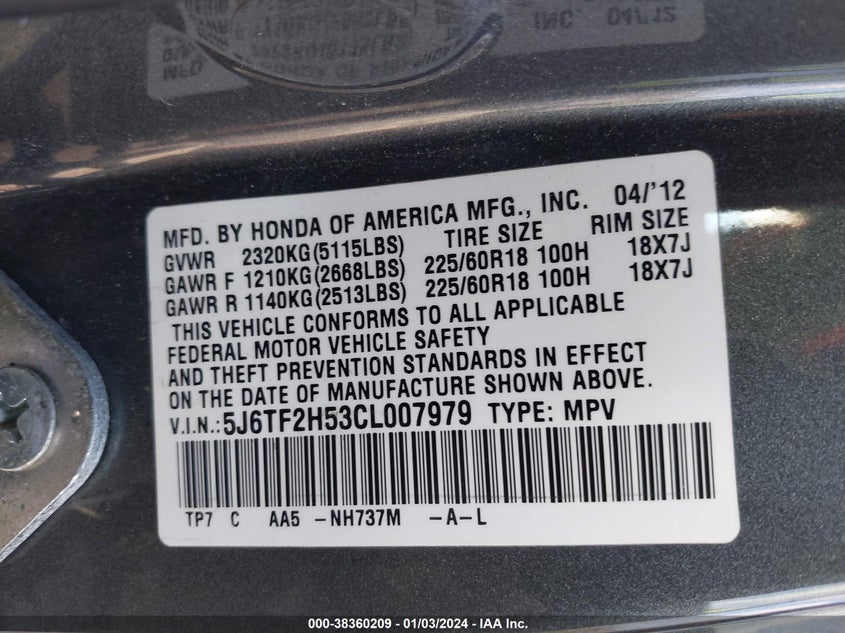 04/'12
INC.
MFD. BY HONDA OF AMERICA MFG., INC. 04/'12
GVWR 2320KG(5115LBS) TIRE SIZE RIM SIZE
GAWR F 1210KG(2668LBS) 225/60R18 100H 18X7J
GAWR R 1140KG(2513LBS) 225/60R18 100H 18X7J
THIS VEHICLE CONFORMS TO ALL APPLICABLE
FEDERAL MOTOR VEHICLE SAFETY
AND THEFT PREVENTION STANDARDS IN EFFECT
ON THE DATE OF MANUFACTURE SHOWN ABOVE.
V.I.N.:5J6TF2H53CL007979 TYPE: MPV
TP7 C AA5 -NH737M -A-L
000-38360209 - 01/03/2024 - IAA Inc.